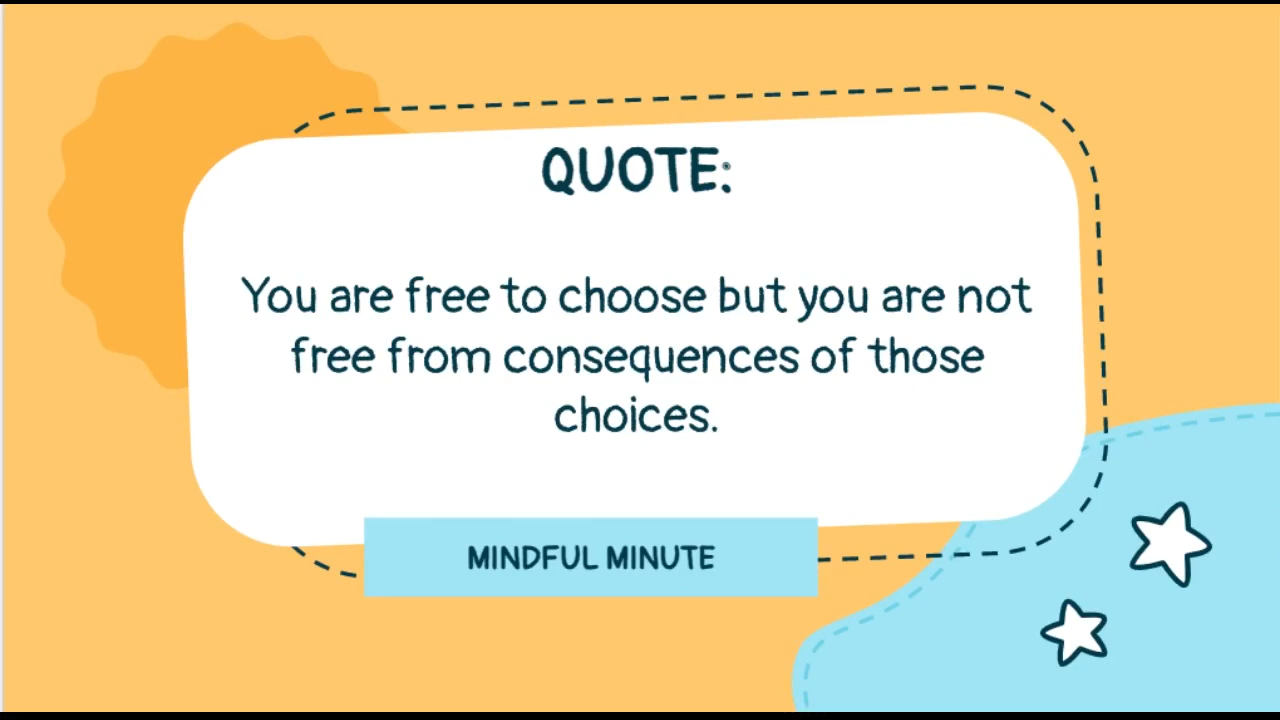 QUOTE:
You are free to choose but you are not
free from consequences of those
choices.
MINDFUL MINUTE